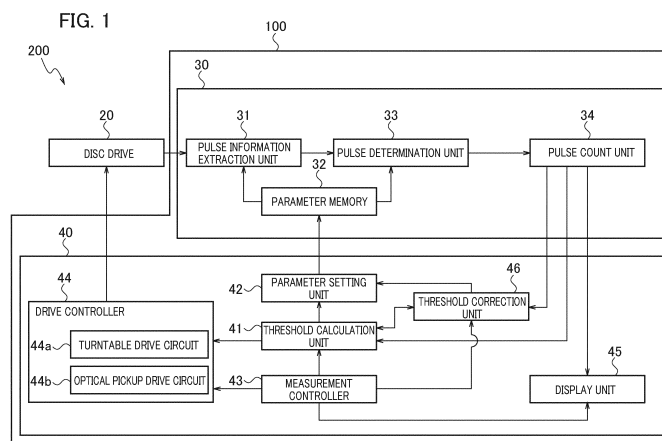 FIG. 1
100
200
30
20
31
33
34
DISC DRIVE
PULSE INFORMATION
EXTRACTION UNIT
PULSE DETERMINATION UNIT
PULSE COUNT UNIT
32
PARAMETER MEMORY
40
44
42
PARAMETER SETTING
UNIT
46
DRIVE CONTROLLER
THRESHOLD CORRECTION
UNIT
41
THRESHOLD CALCULATION
UNIT
44a
TURNTABLE DRIVE CIRCUIT
44b
OPTICAL PICKUP DRIVE CIRCUIT
43
MEASUREMENT
CONTROLLER
45
DISPLAY UNIT